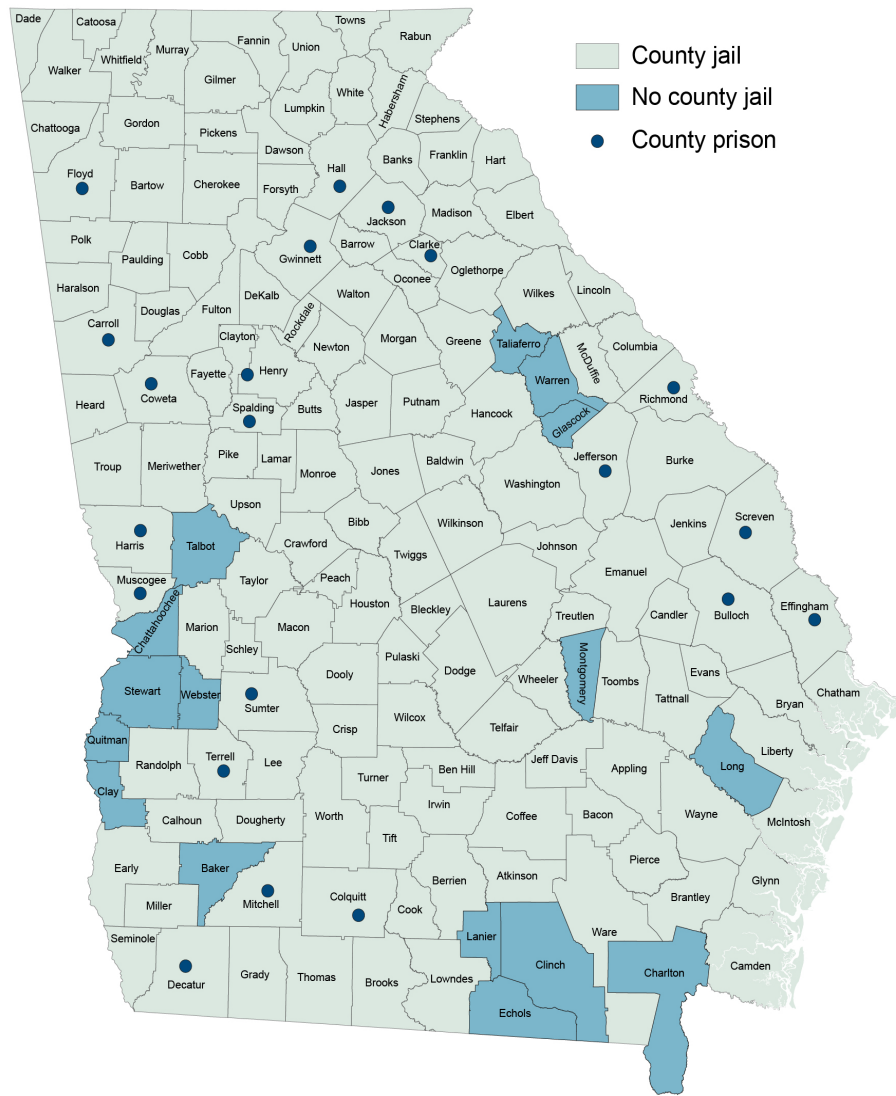 Dade
Catoosa
Whitfield
Murray
Fannin
Union
Towns
Rabun
County jail
No county jail
County prison
Walker
Gilmer
White
Habersham
Lumpkin
Stephens
Chattooga
Gordon
Pickens
Dawson
Banks
Franklin
Hart
Floyd
Bartow
Cherokee
Forsyth
Hall
Jackson
Madison
Elbert
Polk
Paulding
Cobb
Gwinnett
Barrow
Clarke
Oconee
Oglethorpe
Haralson
Douglas
Fulton
DeKalb
Rockdale
Walton
Wilkes
Lincoln
Carroll
Clayton
Henry
Newton
Morgan
Greene
Taliaferro
McDuffie
Columbia
Fayette
Coweta
Heard
Spalding
Butts
Jasper
Putnam
Hancock
Warren
Glascock
Richmond
Troup
Meriwether
Pike
Lamar
Monroe
Jones
Baldwin
Washington
Jefferson
Burke
Upson
Harris
Talbot
Crawford
Bibb
Twiggs
Wilkinson
Johnson
Jenkins
Screven
Muscogee
Chattahoochee
Taylor
Peach
Houston
Bleckley
Laurens
Emanuel
Treutlen
Candler
Bulloch
Effingham
Marion
Schley
Macon
Dooly
Pulaski
Dodge
Wheeler
Montgomery
Toombs
Tattnall
Evans
Bryan
Chatham
Stewart
Webster
Sumter
Crisp
Wilcox
Telfair
Jeff Davis
Appling
Long
Liberty
Quitman
Randolph
Terrell
Lee
Turner
Ben Hill
Irwin
Coffee
Bacon
Wayne
McIntosh
Clay
Calhoun
Dougherty
Worth
Tift
Pierce
Early
Baker
Mitchell
Colquitt
Cook
Berrien
Atkinson
Brantley
Glynn
Miller
Seminole
Decatur
Grady
Thomas
Brooks
Lowndes
Lanier
Clinch
Echols
Ware
Charlton
Camden